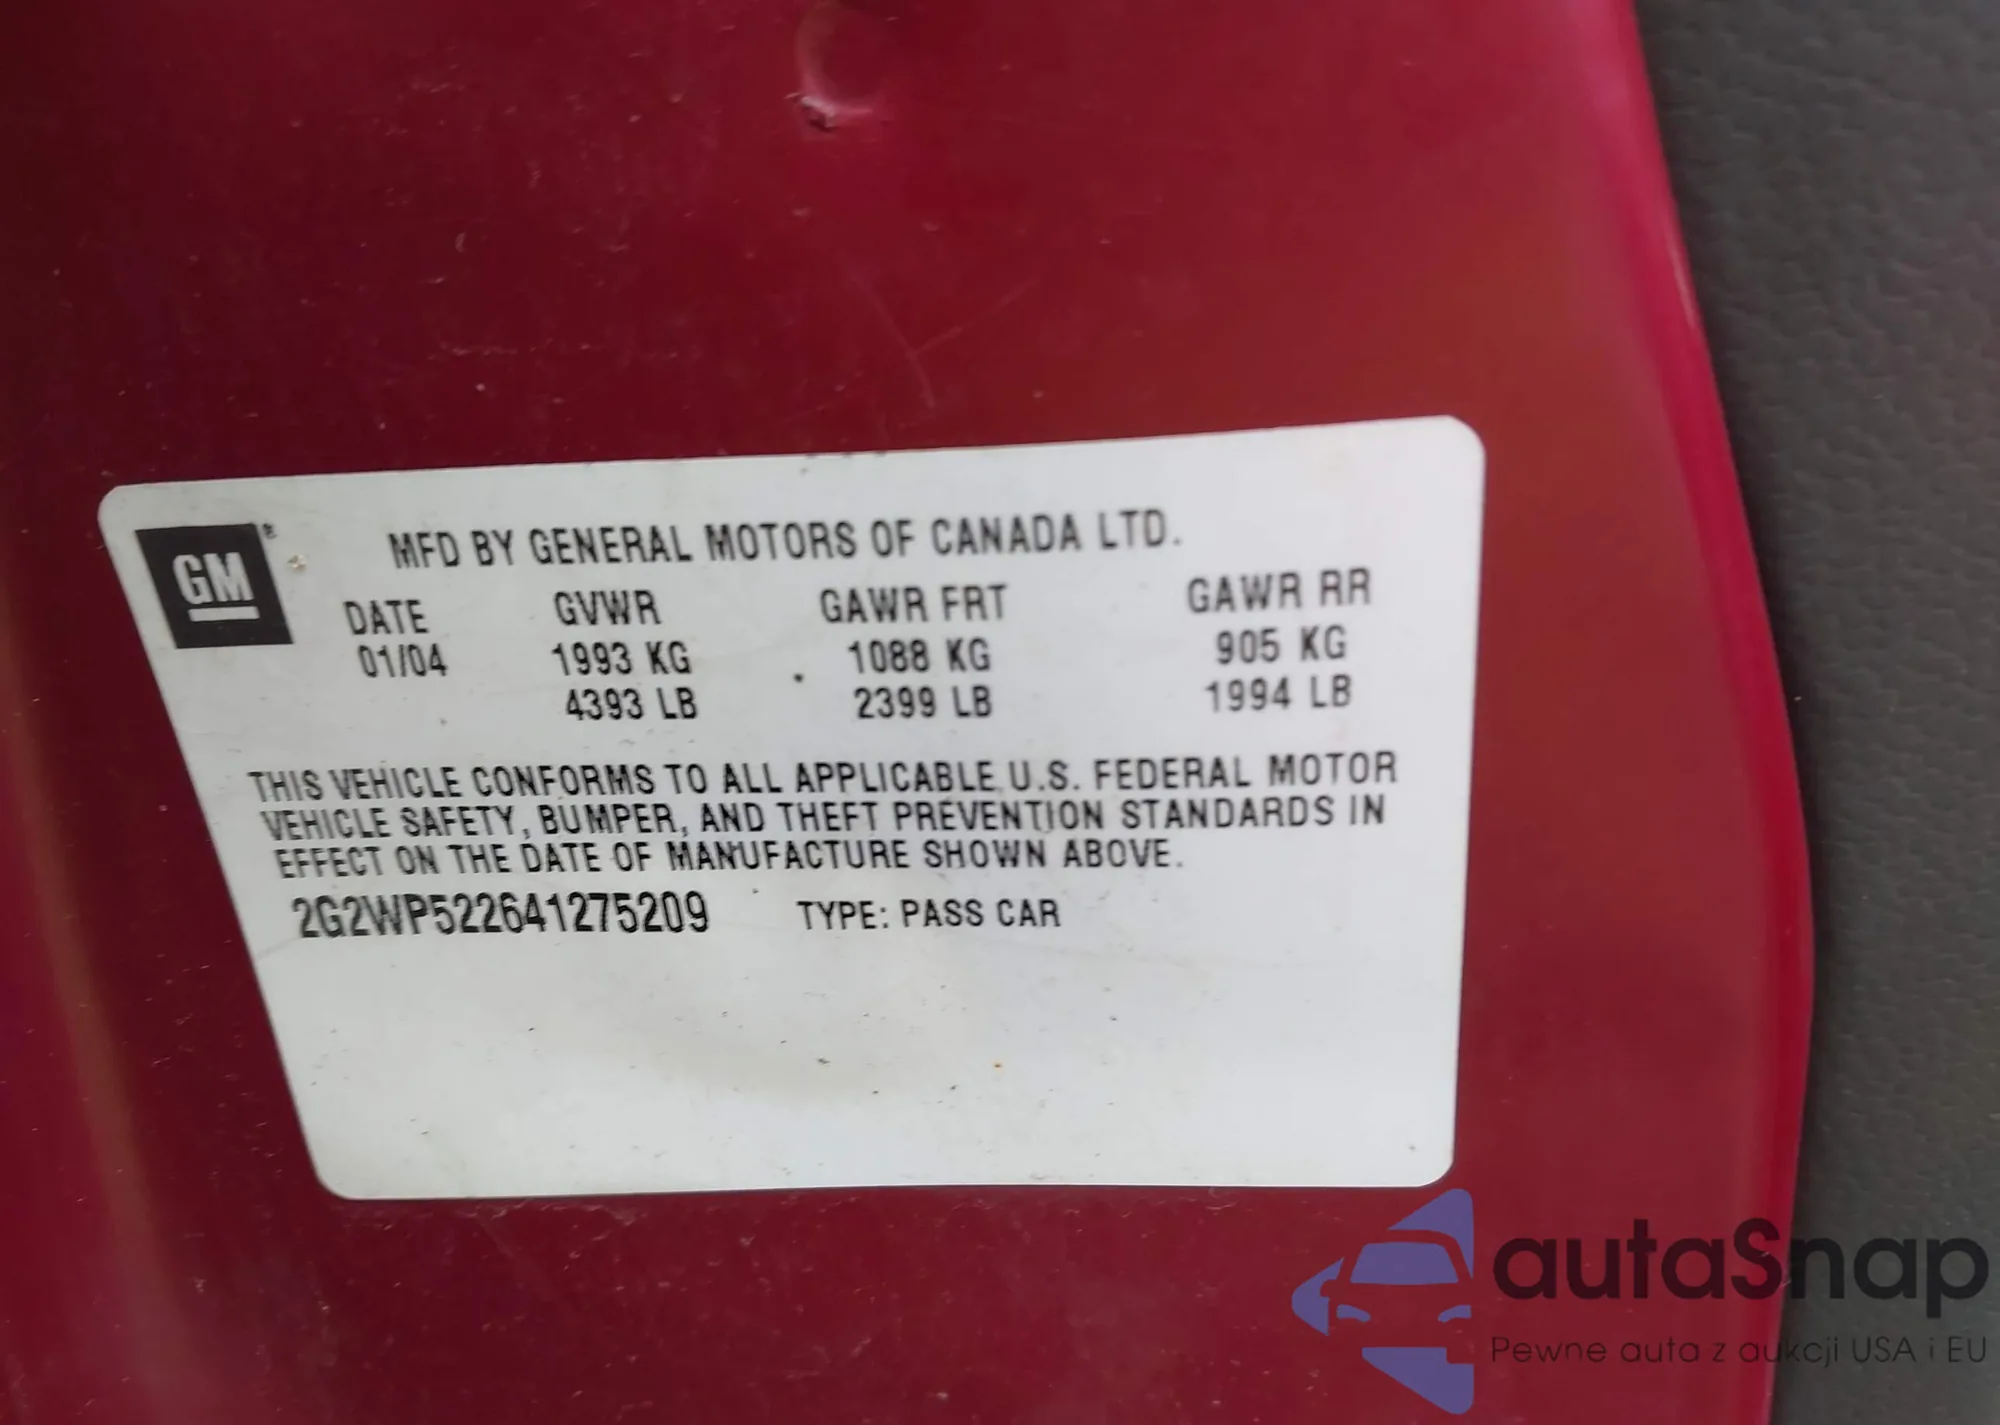 GM®
MFD BY GENERAL MOTORS OF CANADA LTD.
DATE GVWR GAWR FRT GAWR RR
01/04 1993 KG 1088 KG 905 KG
4393 LB 2399 LB 1994 LB
THIS VEHICLE CONFORMS TO ALL APPLICABLE U.S. FEDERAL MOTOR
VEHICLE SAFETY, BUMPER, AND THEFT PREVENTION STANDARDS IN
EFFECT ON THE DATE OF MANUFACTURE SHOWN ABOVE.
2G2WP522641275209 TYPE: PASS CAR
autaSnap
Pewne auta z aukcji USA i EU